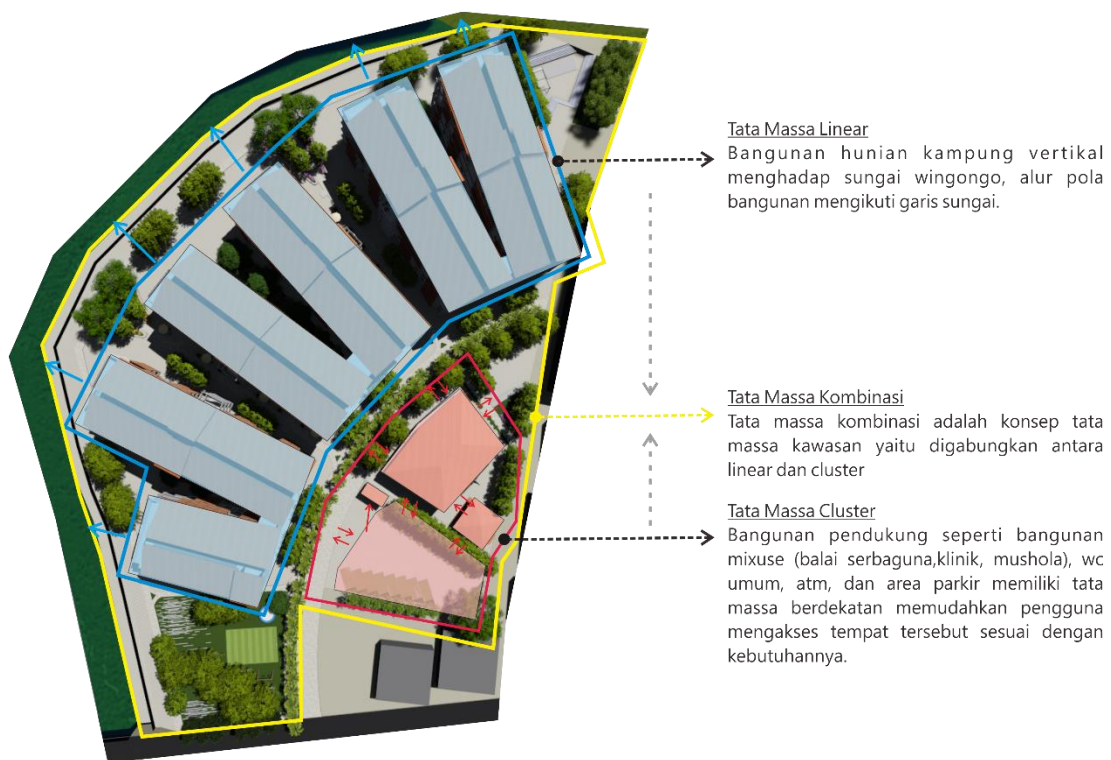 Tata Massa Linear
Bangunan hunian kampung vertikal
menghadap sungai wingongo, alur pola
bangunan mengikuti garis sungai.
Tata Massa Kombinasi
Tata massa kombinasi adalah konsep tata
massa kawasan yaitu digabungkan antara
linear dan cluster
Tata Massa Cluster
Bangunan pendukung seperti bangunan
mixuse (balai serbaguna,klinik, mushola), wc
umum, atm, dan area parkir memiliki tata
massa berdekatan memudahkan pengguna
mengakses tempat tersebut sesuai dengan
kebutuhannya.